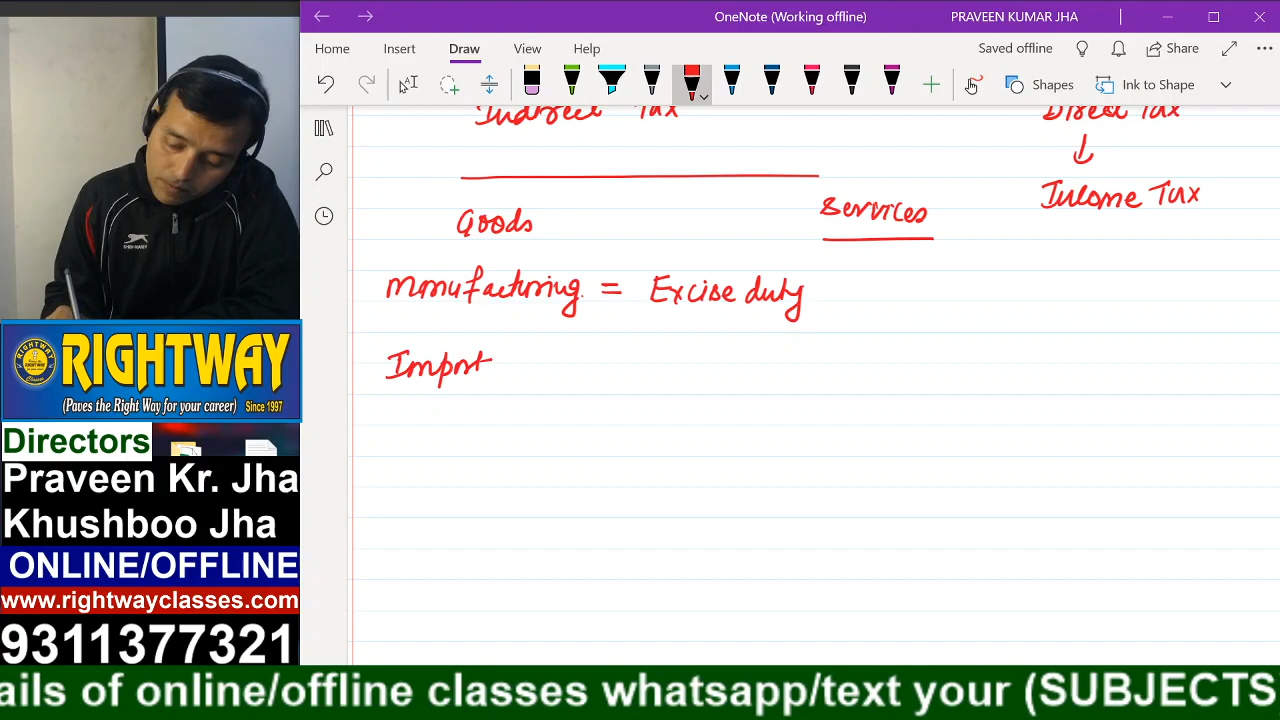 OneNote (Working offline)
PRAVEEN KUMAR JHA
Home Insert Draw View Help
Saved offline
Share
Shapes
Ink to Shape
Indirect Tax
Direct Tax
Income Tax
Goods
Services
Manufacturing = Excise duty
Import
RIGHTWAY
(Paves the Right Way for your career) Since 1997
Directors
Praveen Kr. Jha
Khushboo Jha
ONLINE/OFFLINE
www.rightwayclasses.com
9311377321
ails of online/offline classes whatsapp/text your (SUBJECTS